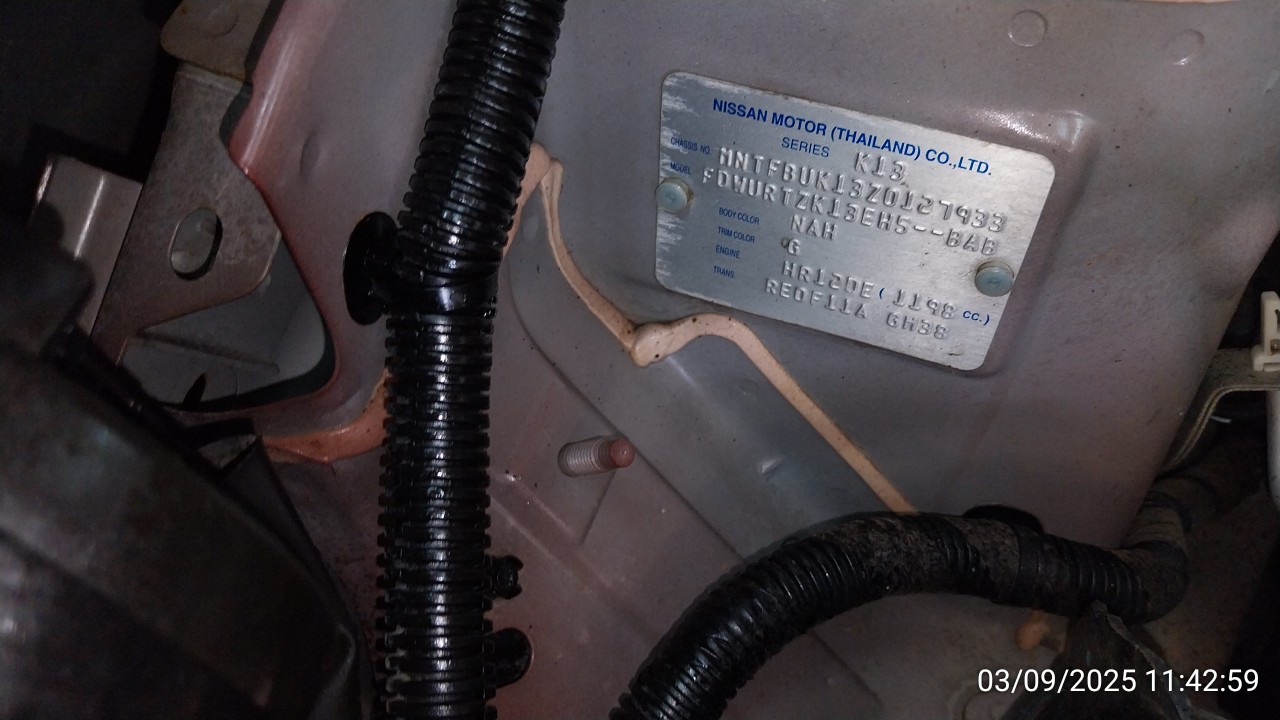 NISSAN MOTOR (THAILAND) CO.,LTD.
SERIES K13
CHASSIS NO. MNTFBUK13Z0127933
MODEL FDWURTZK13EH5--BAB
BODY COLOR NAH
TRIM COLOR G
ENGINE HR12DE ( 1198 cc.)
TRANS. RE0F11A GH38
03/09/2025 11:42:59